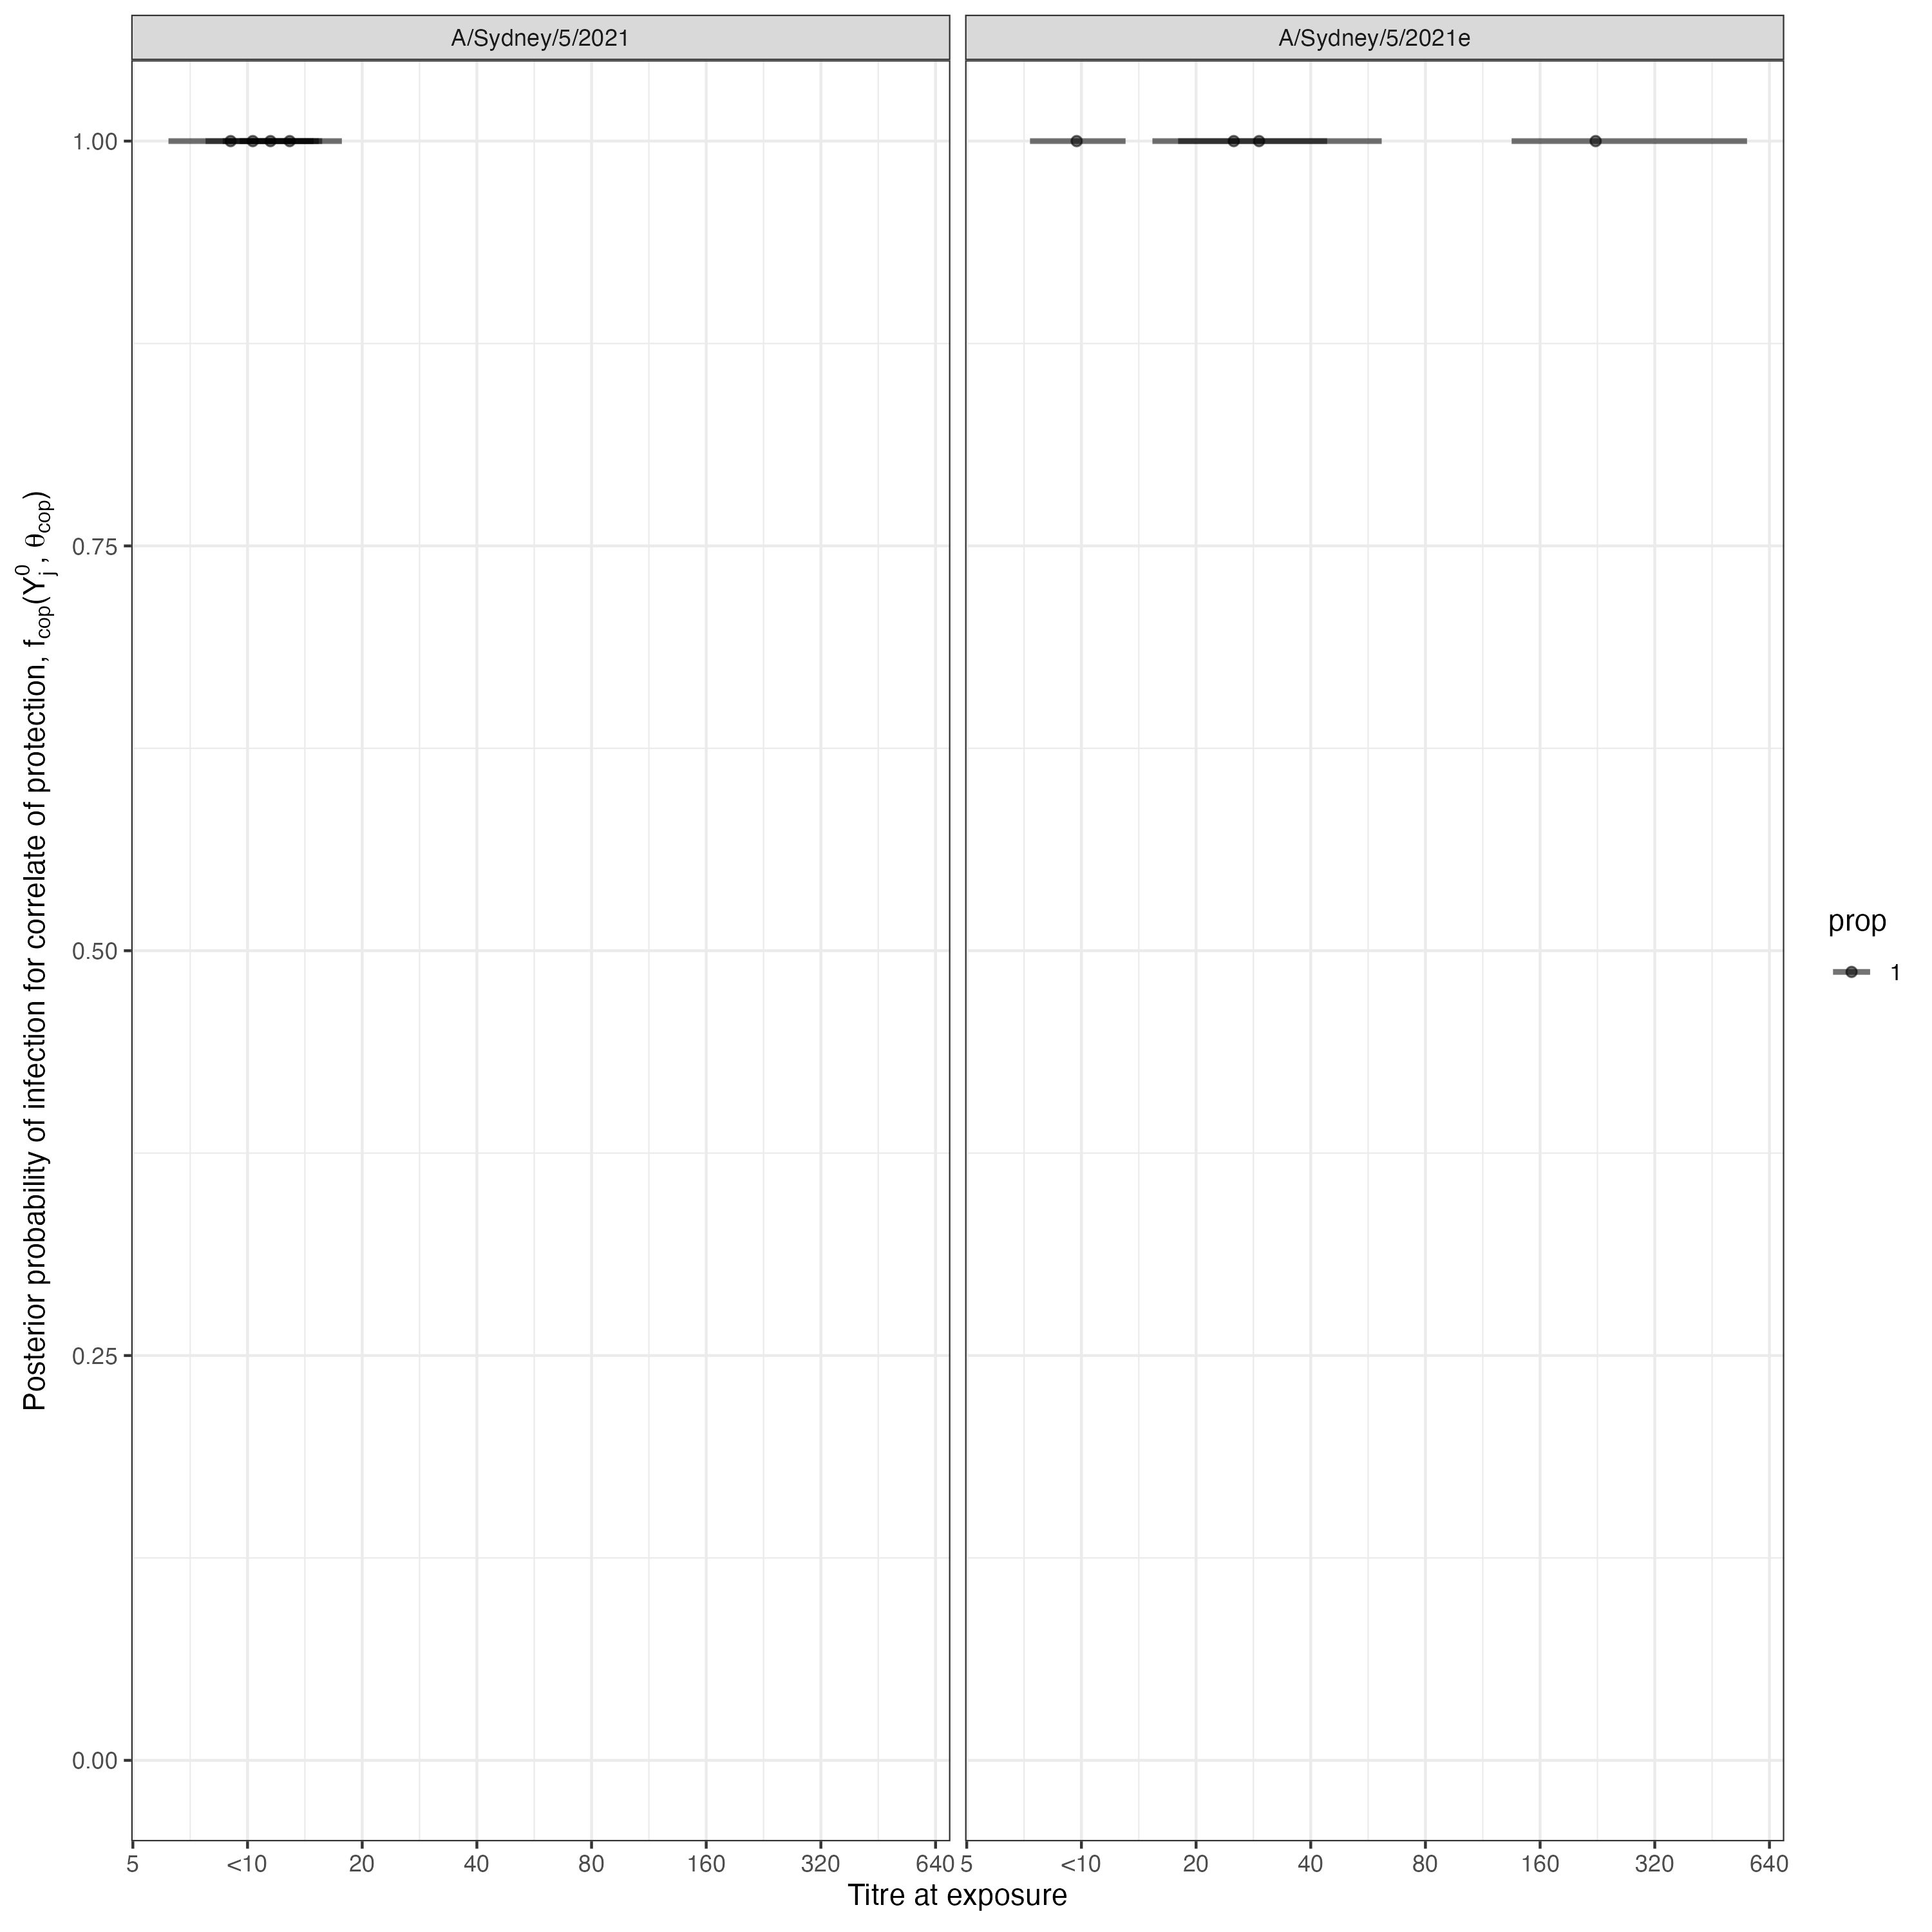 A/Sydney/5/2021
A/Sydney/5/2021e
Posterior probability of infection for correlate of protection, fcop(Yj0, θcop)
1.00
0.75
0.50
0.25
0.00
5 <10 20 40 80 160 320 640
5 <10 20 40 80 160 320 640
Titre at exposure
prop
1